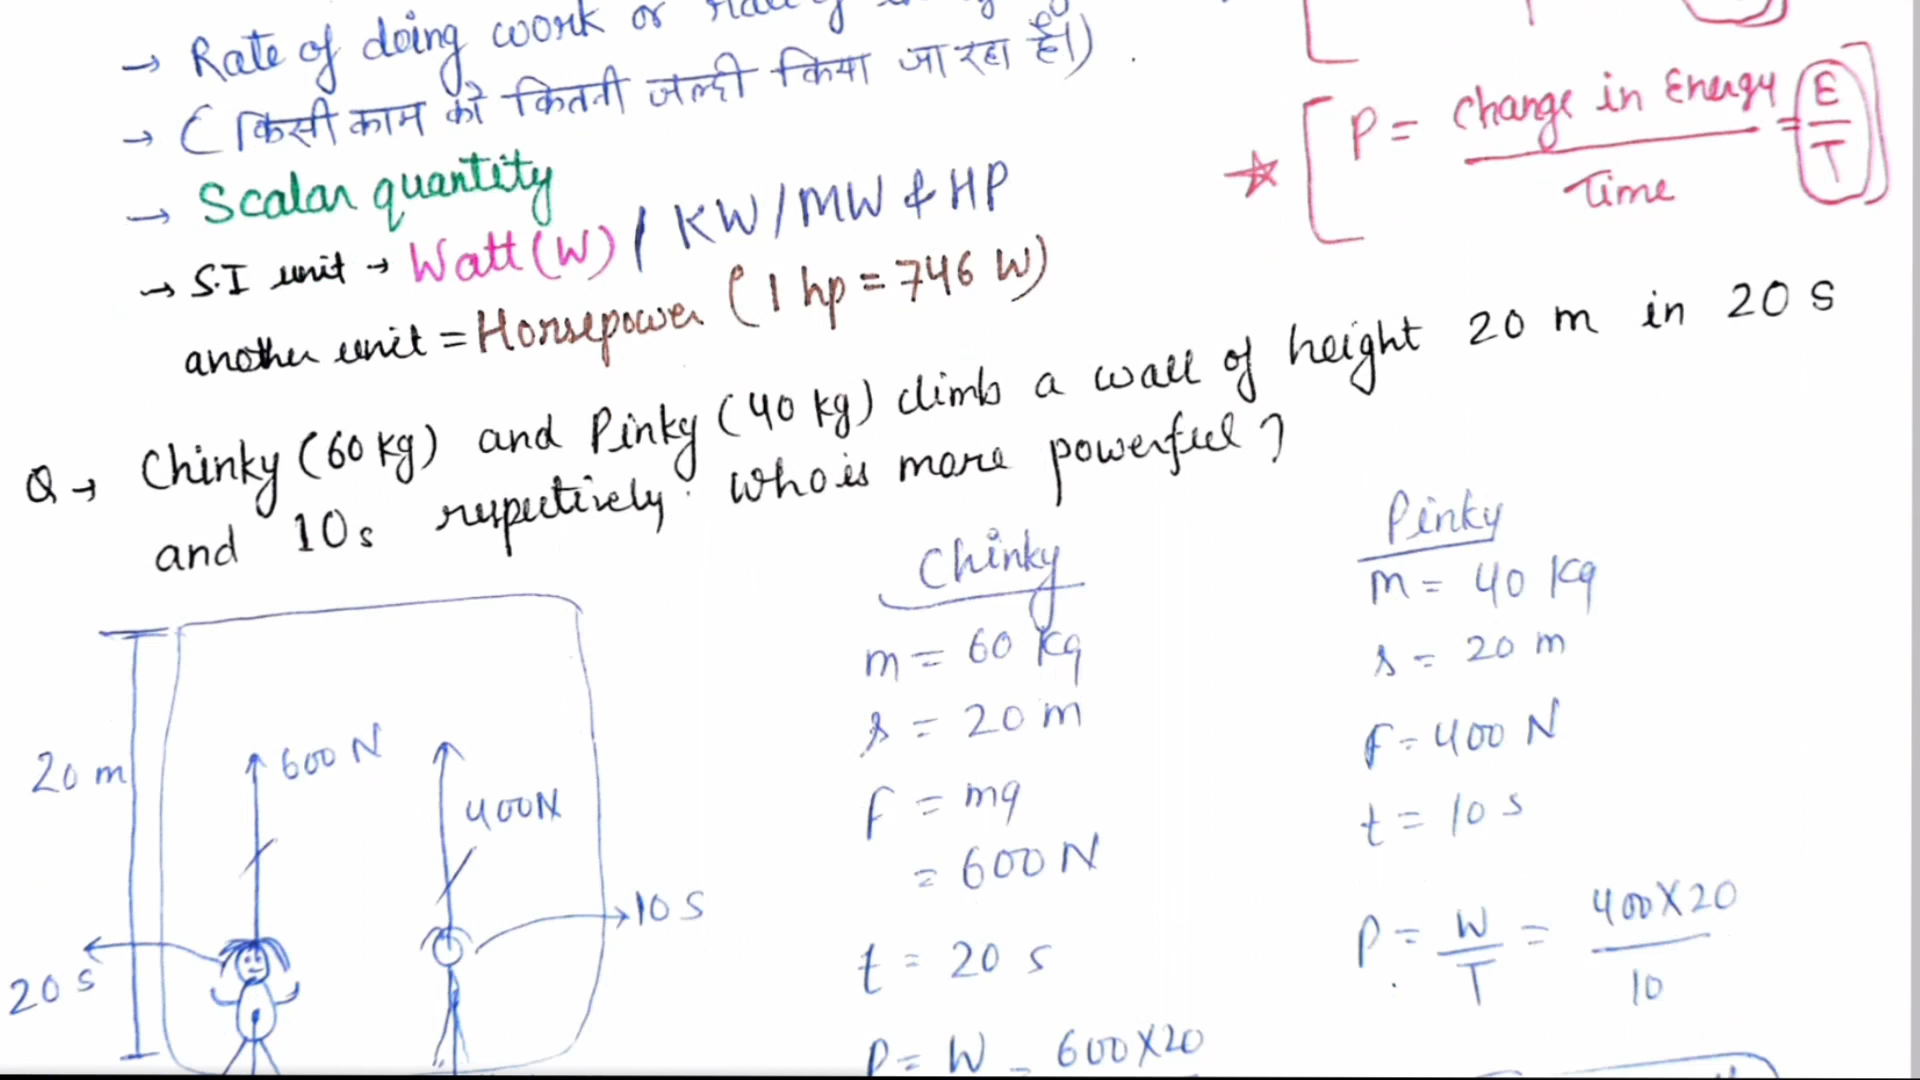 → Rate of doing work or
→ ( किसी काम को कितनी जल्दी किया जा रहा है।)
→ Scalar quantity
→ S.I unit → Watt (W) / KW / MW & HP
another unit = Horsepower ( 1 hp = 746 W)
P = Change in Energy / Time = E / T
Q → Chinky (60 kg) and Pinky (40 kg) climb a wall of height 20 m in 20 s
and 10s respectively. Who is more powerful ?
20 m
600 N
400N
20 s
10 s
Chinky
m = 60 kg
s = 20 m
F = mg
= 600 N
t = 20 s
P = W = 600×20
Pinky
m = 40 kg
s = 20 m
F = 400 N
t = 10 s
P = W / T = 400×20 / 10